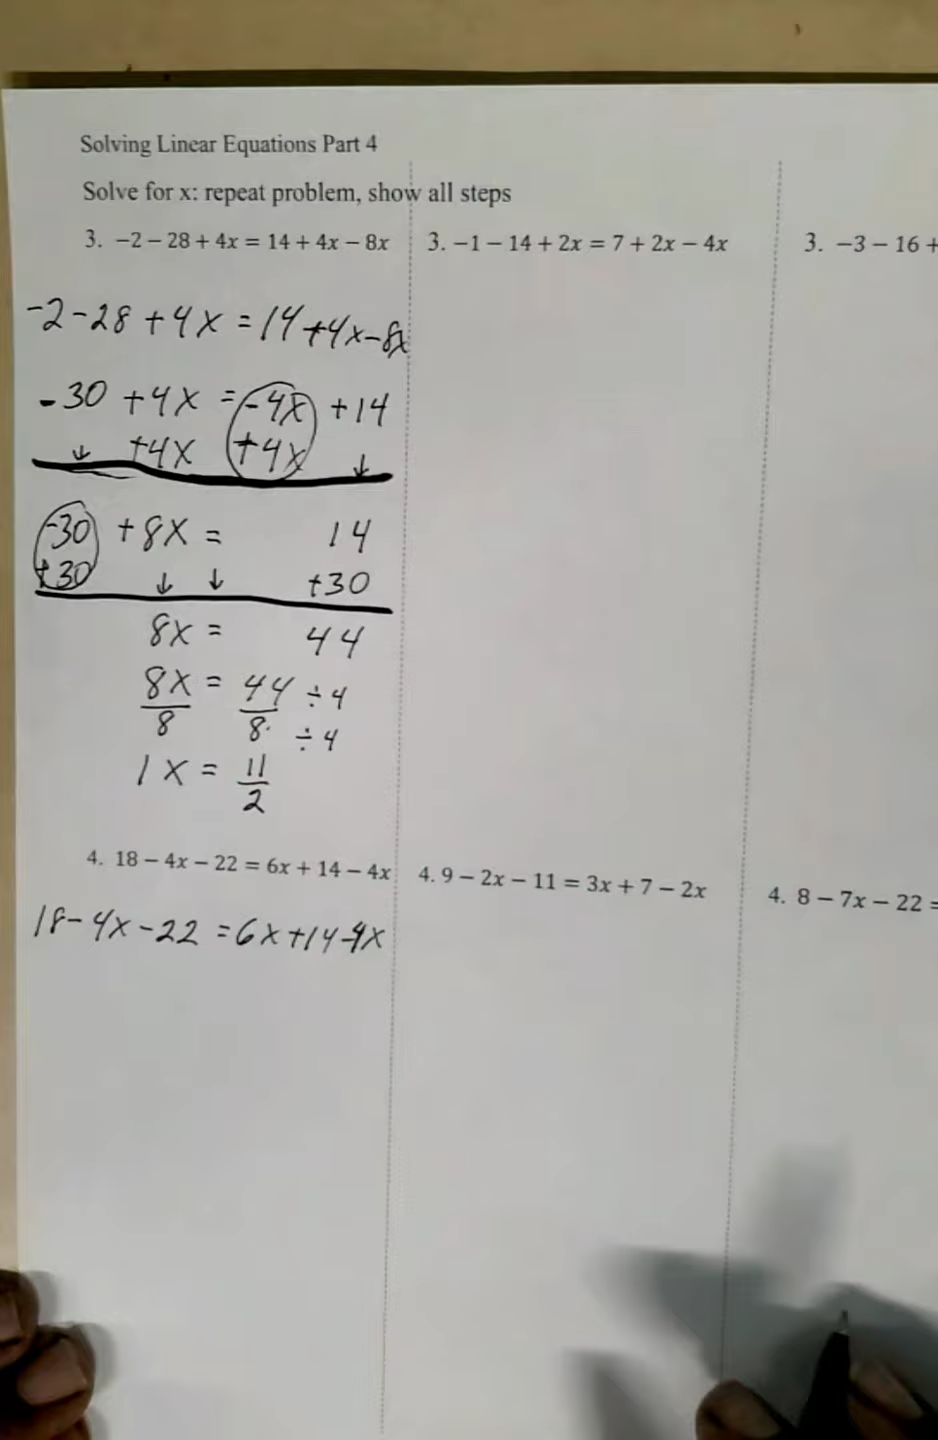 Solving Linear Equations Part 4
Solve for x: repeat problem, show all steps
3. −2 − 28 + 4x = 14 + 4x − 8x
3. −1 − 14 + 2x = 7 + 2x − 4x
3. −3 − 16 +
-2-28+4x=14+4x-8x
-30 +4x = -4x +14
↓ +4x +4x ↓
-30 +8x = 14
+30 ↓ ↓ +30
8x = 44
8x = 44 ÷4
8 8 ÷4
1x = 11
2
4. 18 − 4x − 22 = 6x + 14 − 4x
4. 9 − 2x − 11 = 3x + 7 − 2x
4. 8 − 7x − 22 =
18-4x-22=6x+14-4x